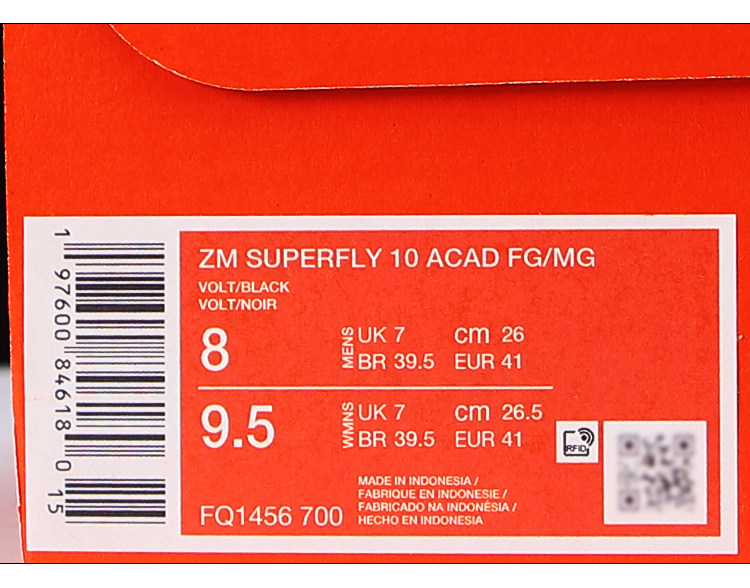 ZM SUPERFLY 10 ACAD FG/MG
VOLT/BLACK
VOLT/NOIR
8 MENS UK 7 cm 26
BR 39.5 EUR 41
9.5 WMNS UK 7 cm 26.5
BR 39.5 EUR 41
RFID
MADE IN INDONESIA /
FABRIQUE EN INDONESIE /
FABRICADO NA INDONÉSIA /
HECHO EN INDONESIA
FQ1456 700
1 97600 84618 0 15